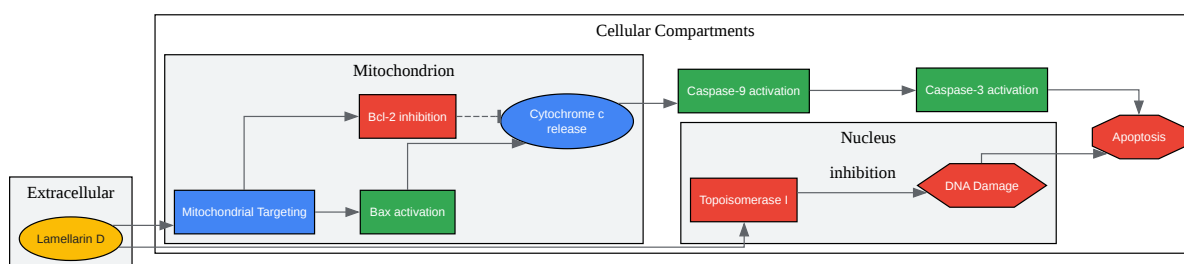 Cellular Compartments
Mitochondrion
Bcl-2 inhibition
Cytochrome c
release
Caspase-9 activation
Caspase-3 activation
Apoptosis
Nucleus
inhibition
Topoisomerase I
DNA Damage
Extracellular
Lamellarin D
Mitochondrial Targeting
Bax activation